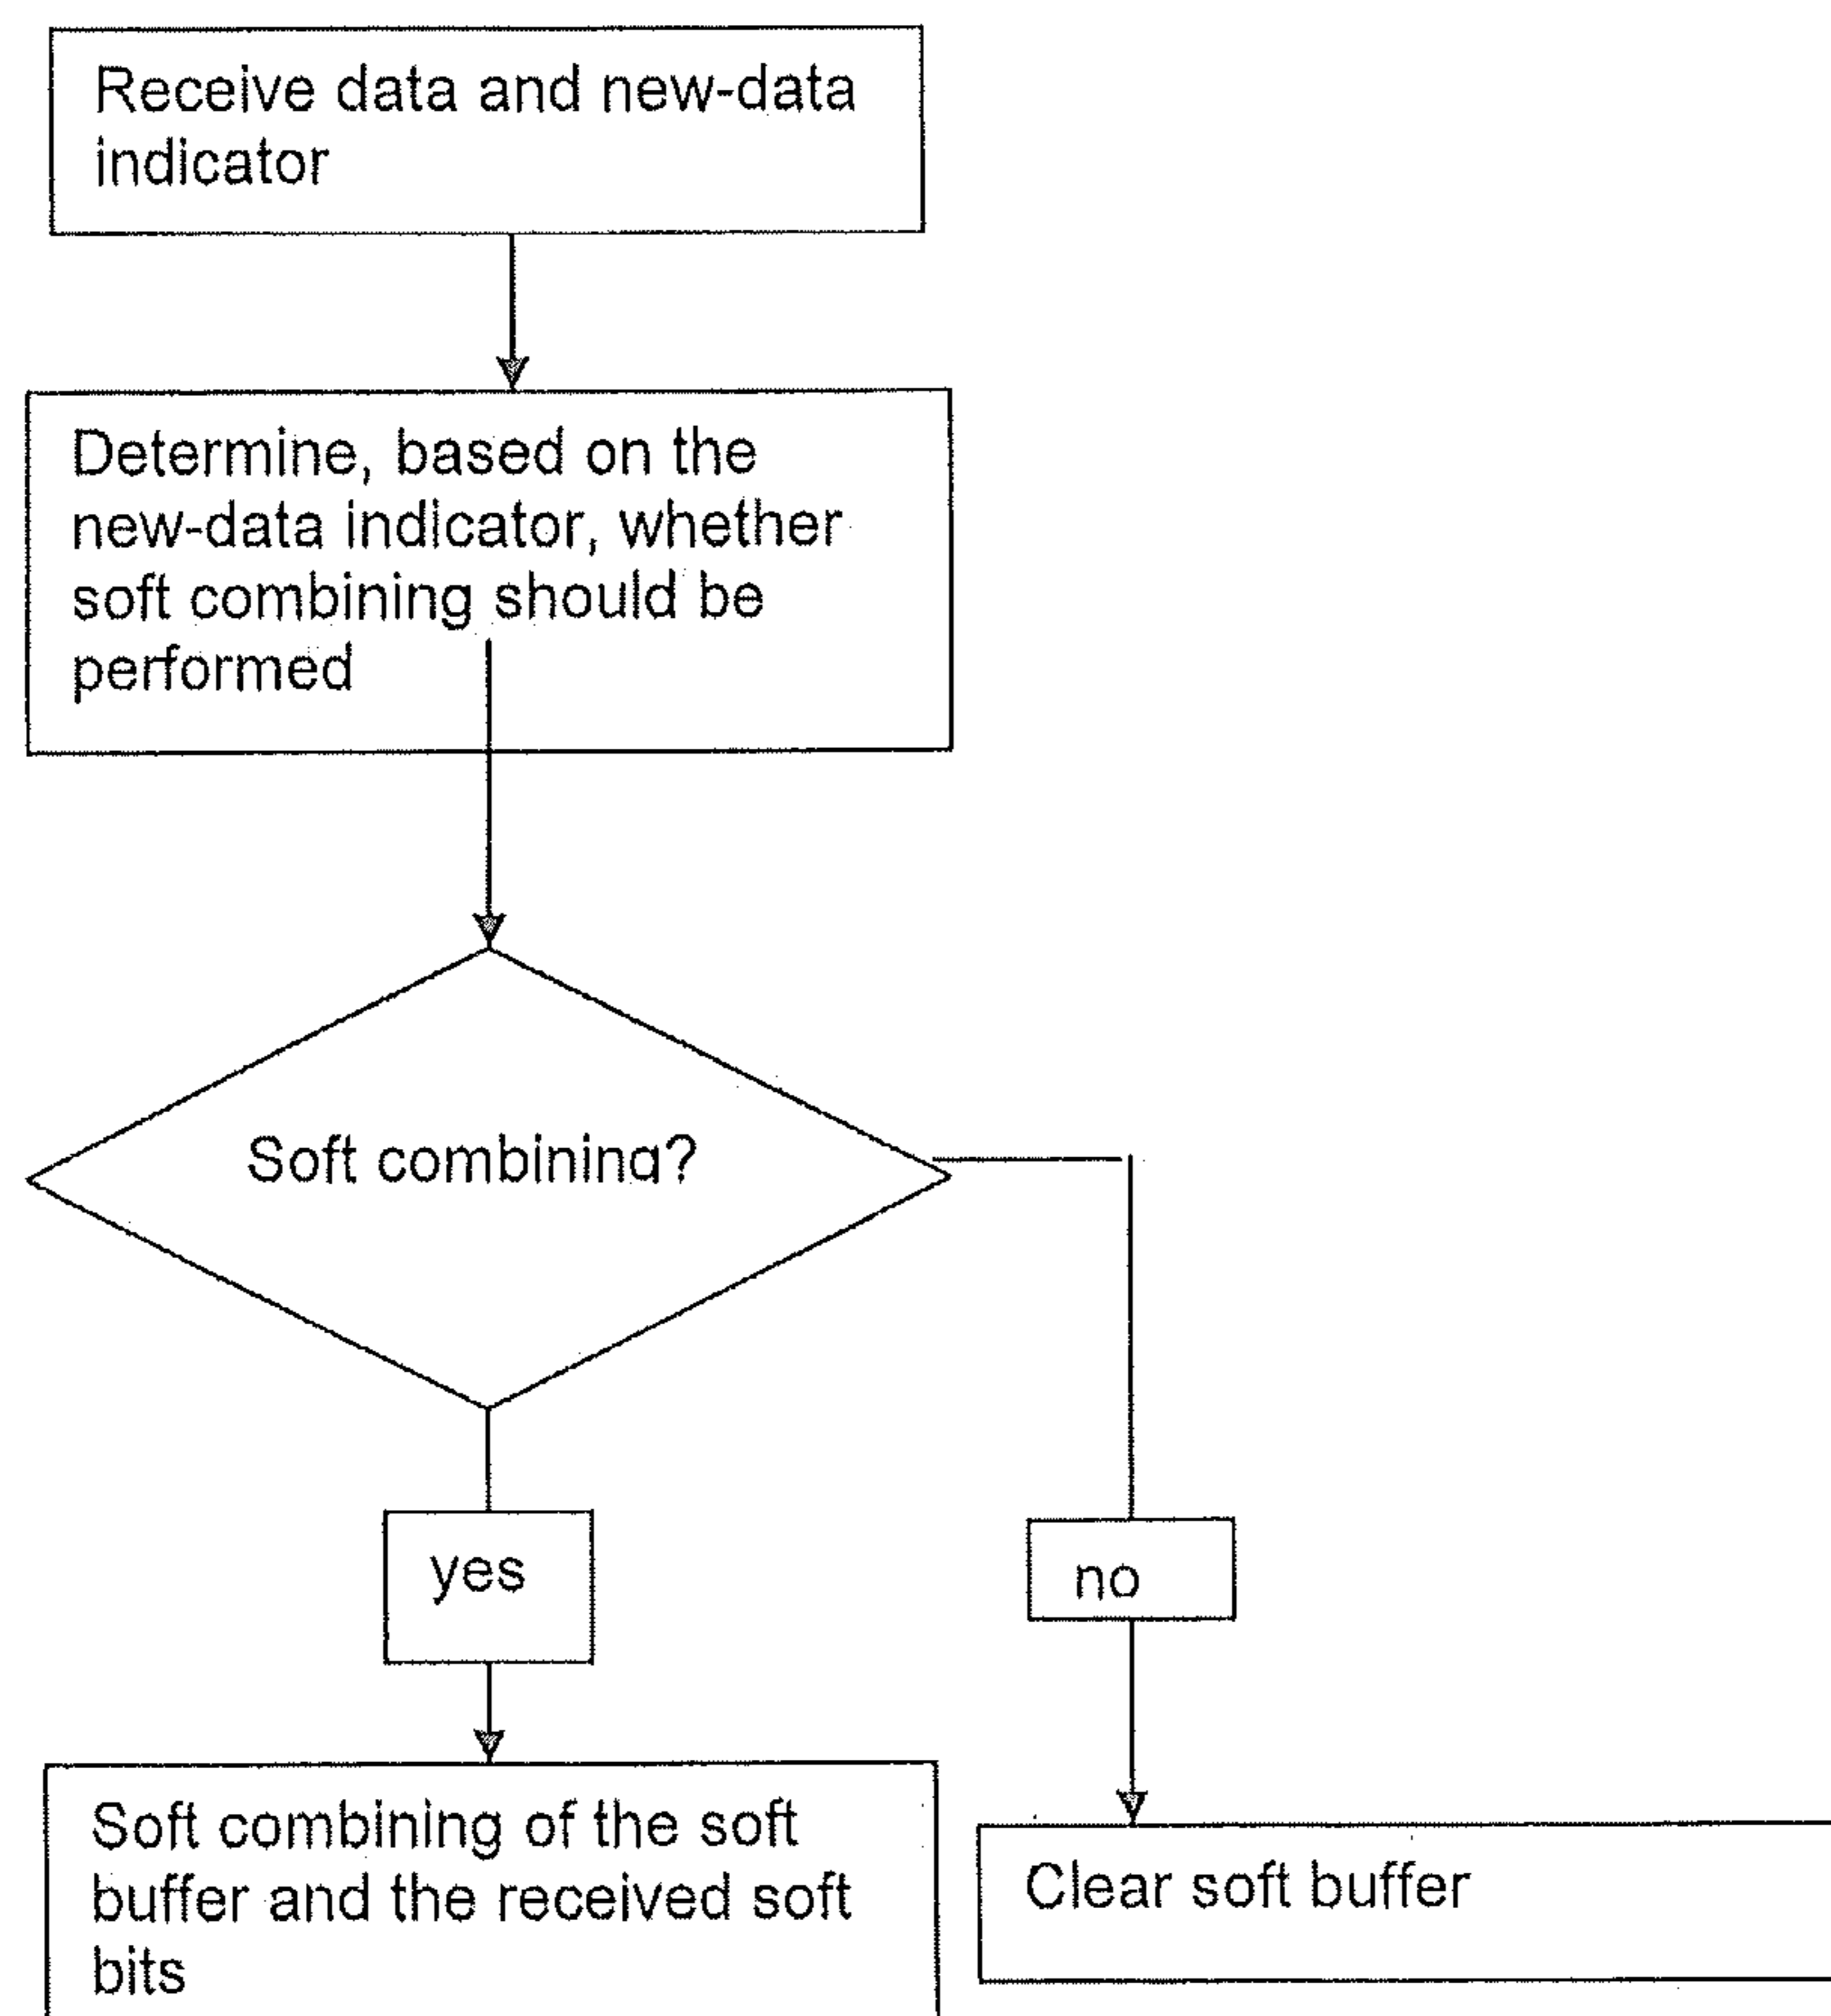 Receive data and new-data
indicator
Determine, based on the
new-data indicator, whether
soft combining should be
performed
Soft combining?
yes
no
Soft combining of the soft
buffer and the received soft
bits
Clear soft buffer